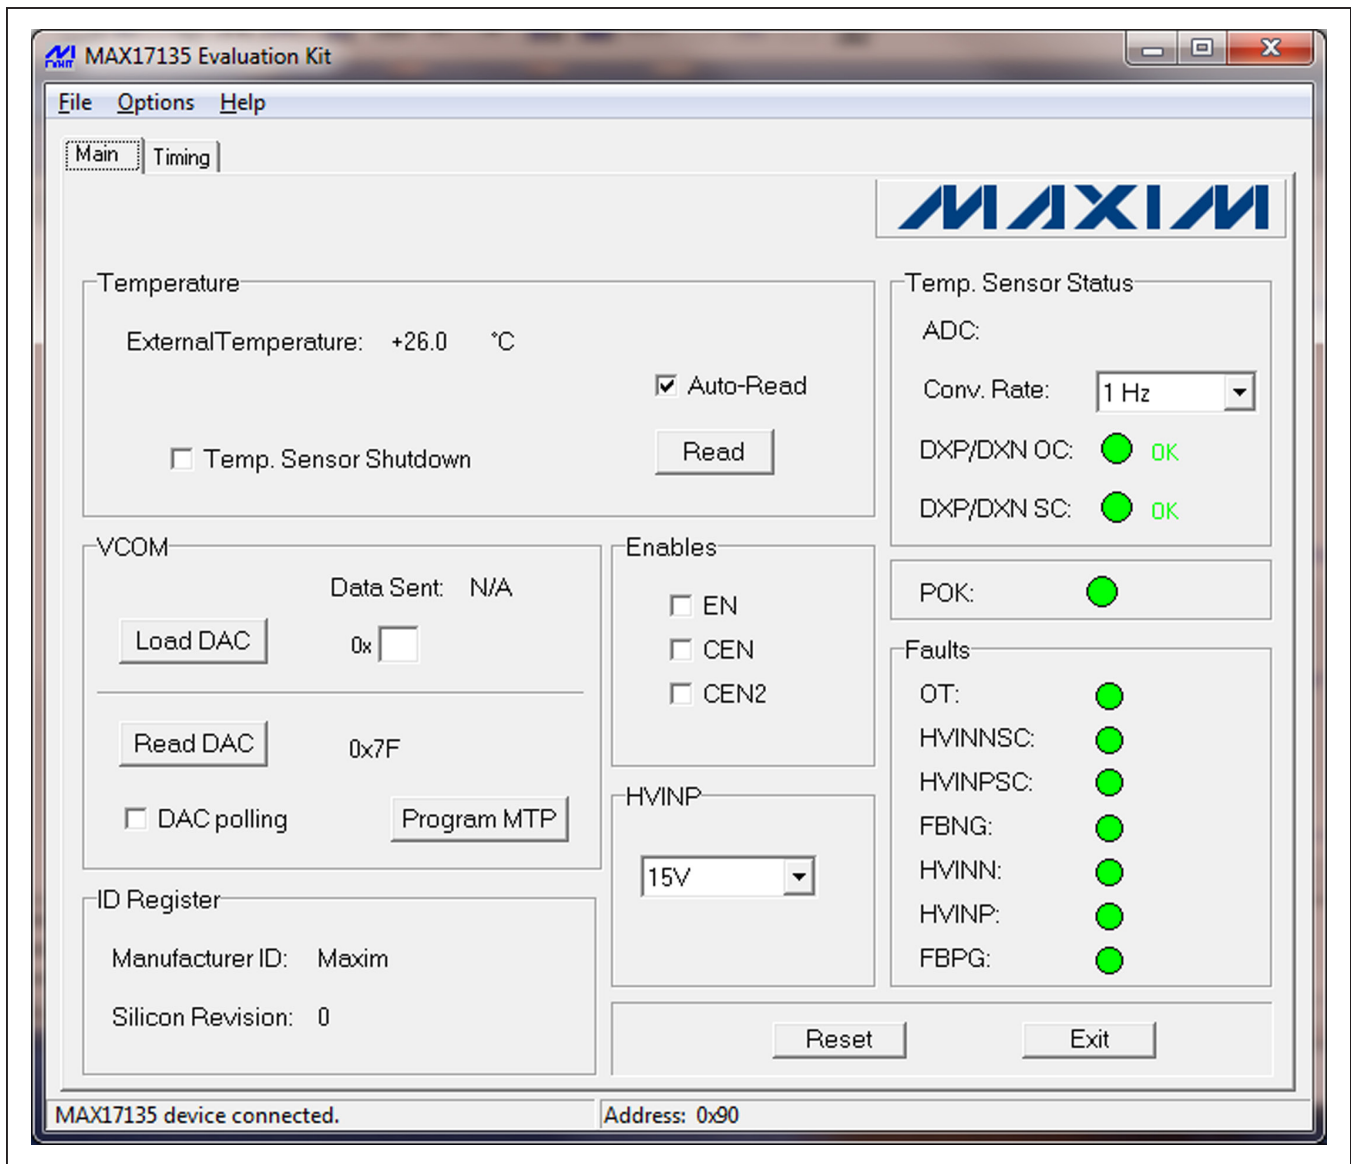 MAX17135 Evaluation Kit
File Options Help
Main Timing
MAXIM
Temperature
External Temperature: +26.0 °C
Auto-Read
Temp. Sensor Shutdown
Read
Temp. Sensor Status
ADC:
Conv. Rate: 1 Hz
DXP/DXN OC: OK
DXP/DXN SC: OK
VCOM
Data Sent: N/A
Load DAC 0x
Read DAC 0x7F
DAC polling Program MTP
Enables
EN
CEN
CEN2
POK:
Faults
OT:
HVINNSC:
HVINPSC:
FBNG:
HVINN:
HVINP:
FBPG:
HVINP
15V
ID Register
Manufacturer ID: Maxim
Silicon Revision: 0
Reset Exit
MAX17135 device connected. Address: 0x90